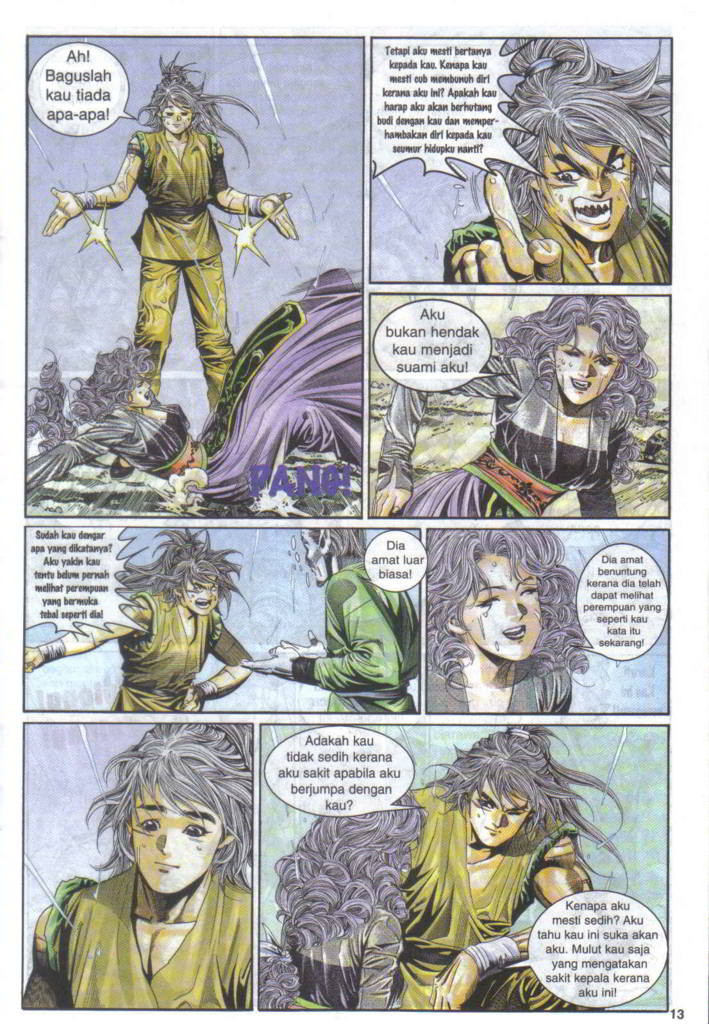 Ah!
Baguslah
kau tiada
apa-apa!
Tetapi aku mesti bertanya
kepada kau. Kenapa kau
mesti cub membunuh diri
kerana aku ini? Apakah kau
harap aku akan berhutang
budi dengan kau dan memper-
hambakan diri kepada kau
seumur hidupku nanti?
PANG!
Aku
bukan hendak
kau menjadi
suami aku!
Sudah kau dengar
apa yang dikatanya?
Aku yakin kau
tentu belum pernah
melihat perempuan
yang bermuka
tebal seperti dia!
Dia
amat luar
biasa!
Dia amat
benuntung
kerana dia telah
dapat melihat
perempuan yang
seperti kau
kata itu
sekarang!
Adakah kau
tidak sedih kerana
aku sakit apabila aku
berjumpa dengan
kau?
Kenapa aku
mesti sedih? Aku
tahu kau ini suka akan
aku. Mulut kau saja
yang mengatakan
sakit kepala kerana
aku ini!
13